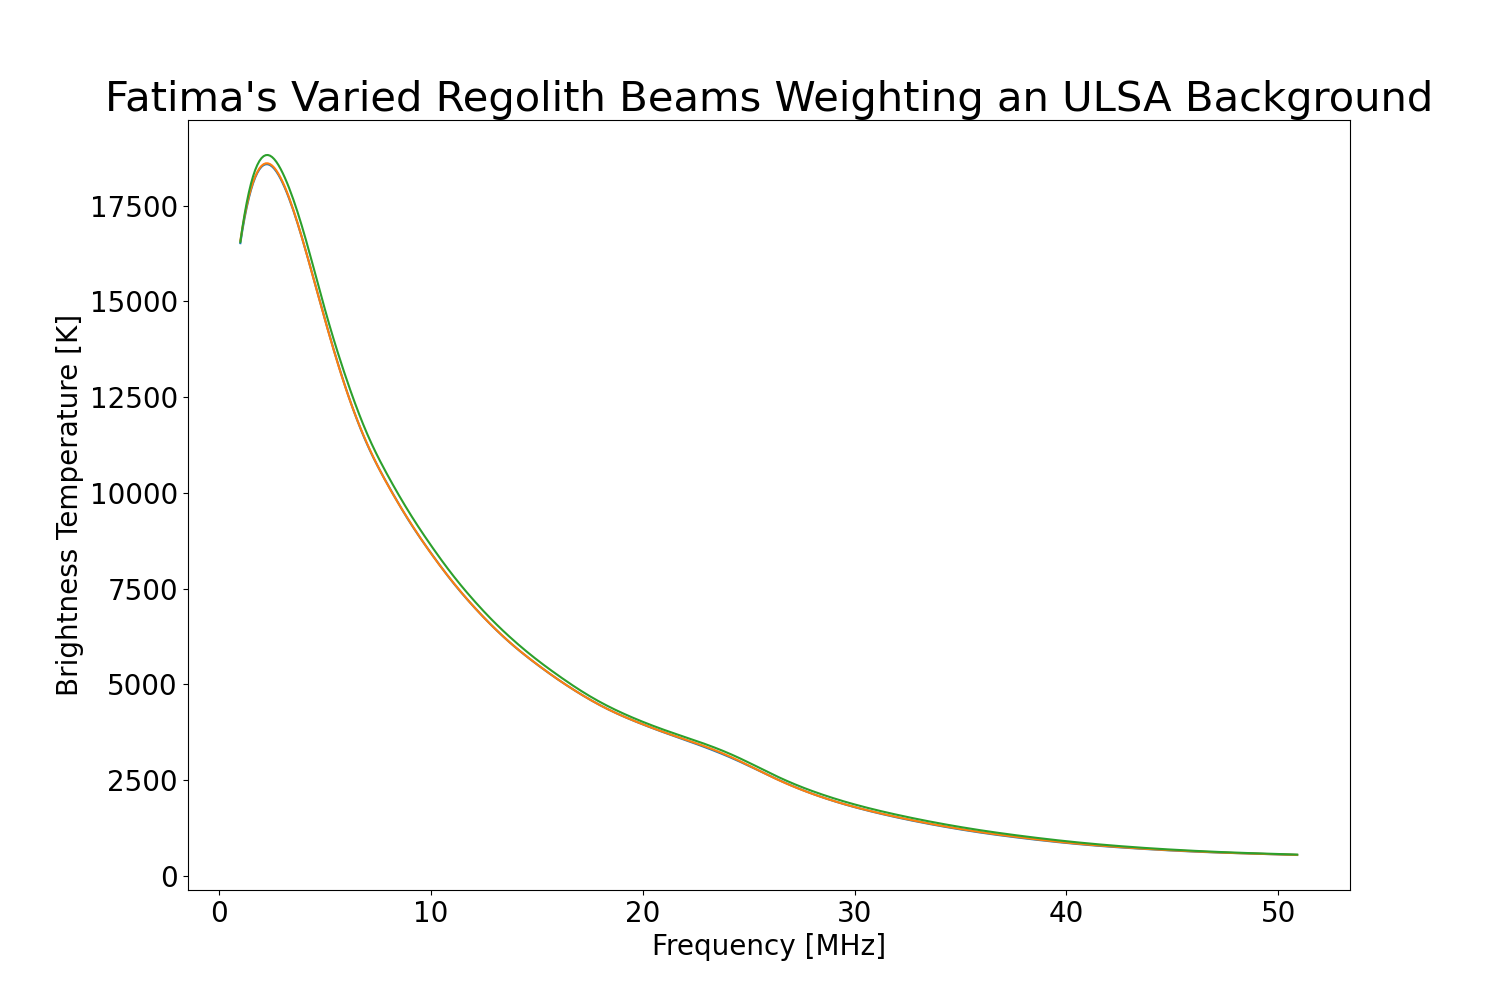 Fatima's Varied Regolith Beams Weighting an ULSA Background
Brightness Temperature [K]
17500
15000
12500
10000
7500
5000
2500
0
0 10 20 30 40 50
Frequency [MHz]